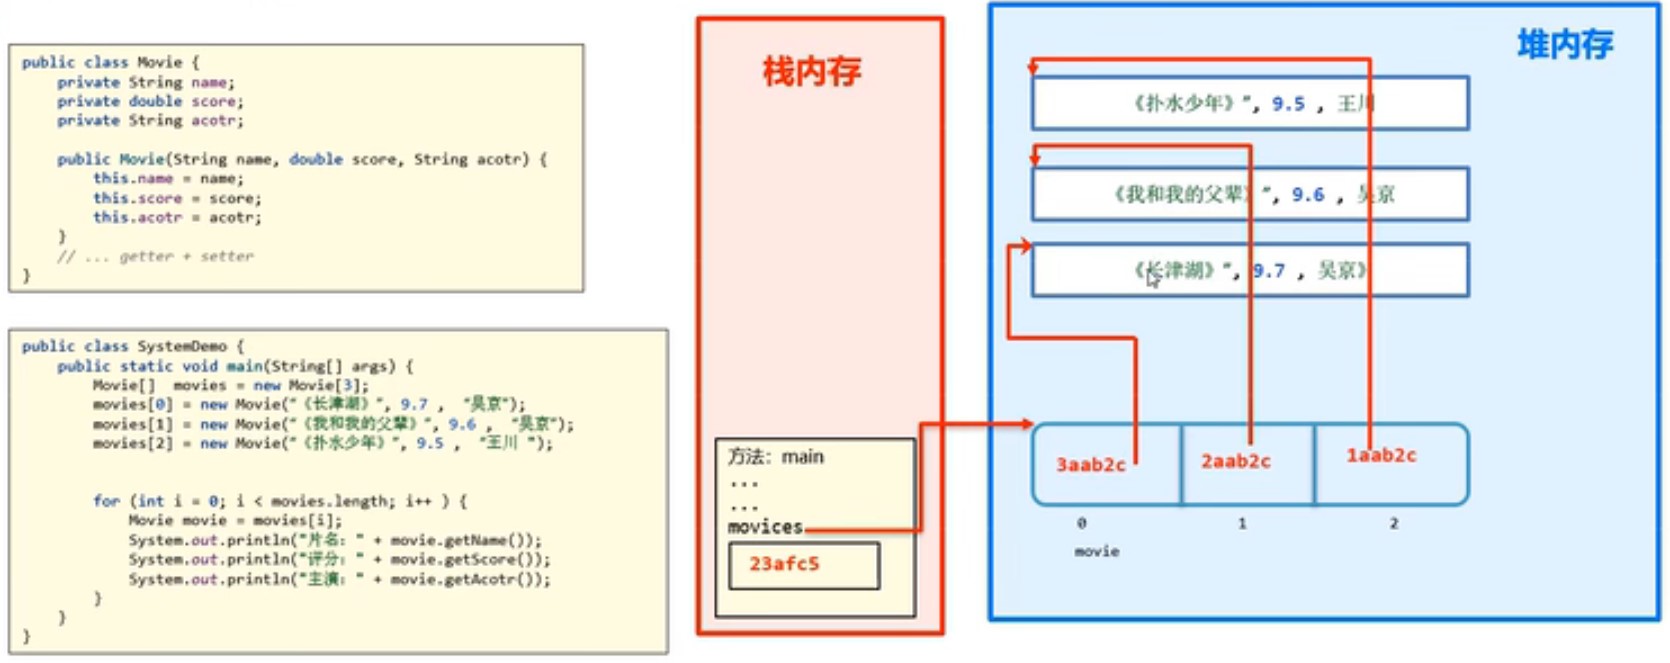 public class Movie {
private String name;
private double score;
private String acotr;
public Movie(String name, double score, String acotr) {
this.name = name;
this.score = score;
this.acotr = acotr;
}
// ... getter + setter
}
public class SystemDemo {
public static void main(String[] args) {
Movie[] movies = new Movie[3];
movies[0] = new Movie("《长津湖》", 9.7 , "吴京");
movies[1] = new Movie("《我和我的父辈》", 9.6 , "吴京");
movies[2] = new Movie("《扑水少年》", 9.5 , "王川 ");
for (int i = 0; i < movies.length; i++ ) {
Movie movie = movies[i];
System.out.println("片名: " + movie.getName());
System.out.println("评分: " + movie.getScore());
System.out.println("主演: " + movie.getAcotr());
}
}
}
栈内存
方法: main
...
...
movices
23afc5
堆内存
《扑水少年》", 9.5 , 王川
《我和我的父辈》", 9.6 , 吴京
《长津湖》", 9.7 , 吴京》
3aab2c 2aab2c 1aab2c
0 1 2
movie